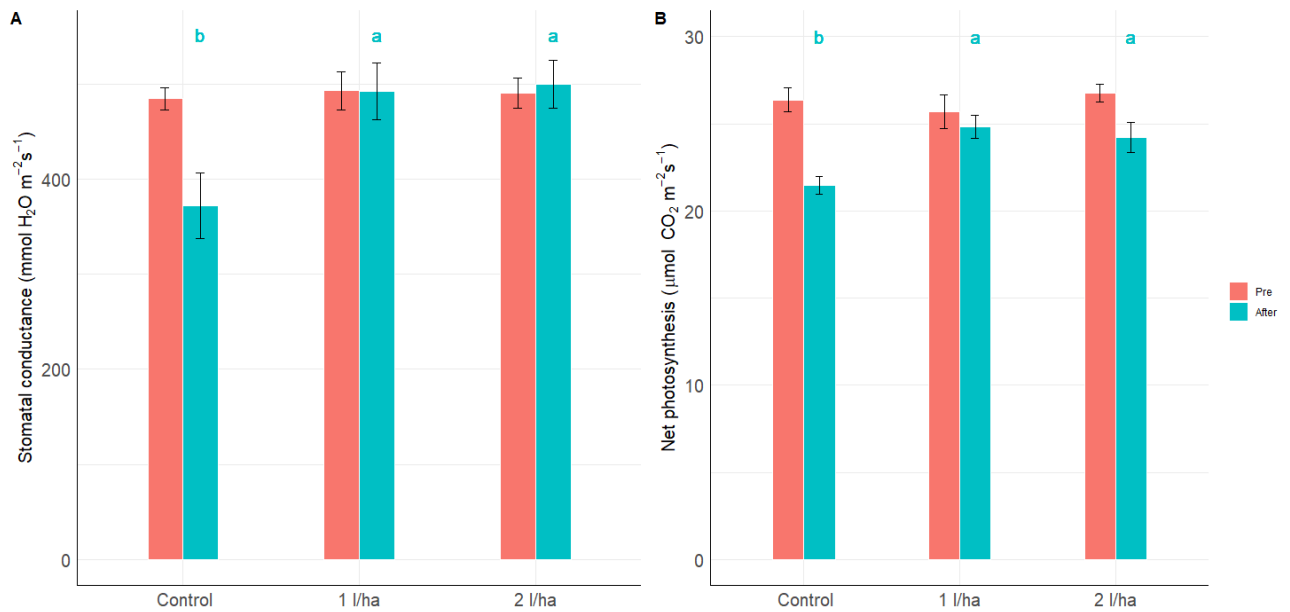 A
Stomatal conductance (mmol H₂O m⁻²s⁻¹)
400
200
0
b
a
a
Control
1 l/ha
2 l/ha
B
Net photosynthesis (μmol CO₂ m⁻²s⁻¹)
30
20
10
0
b
a
a
Control
1 l/ha
2 l/ha
Pre
After